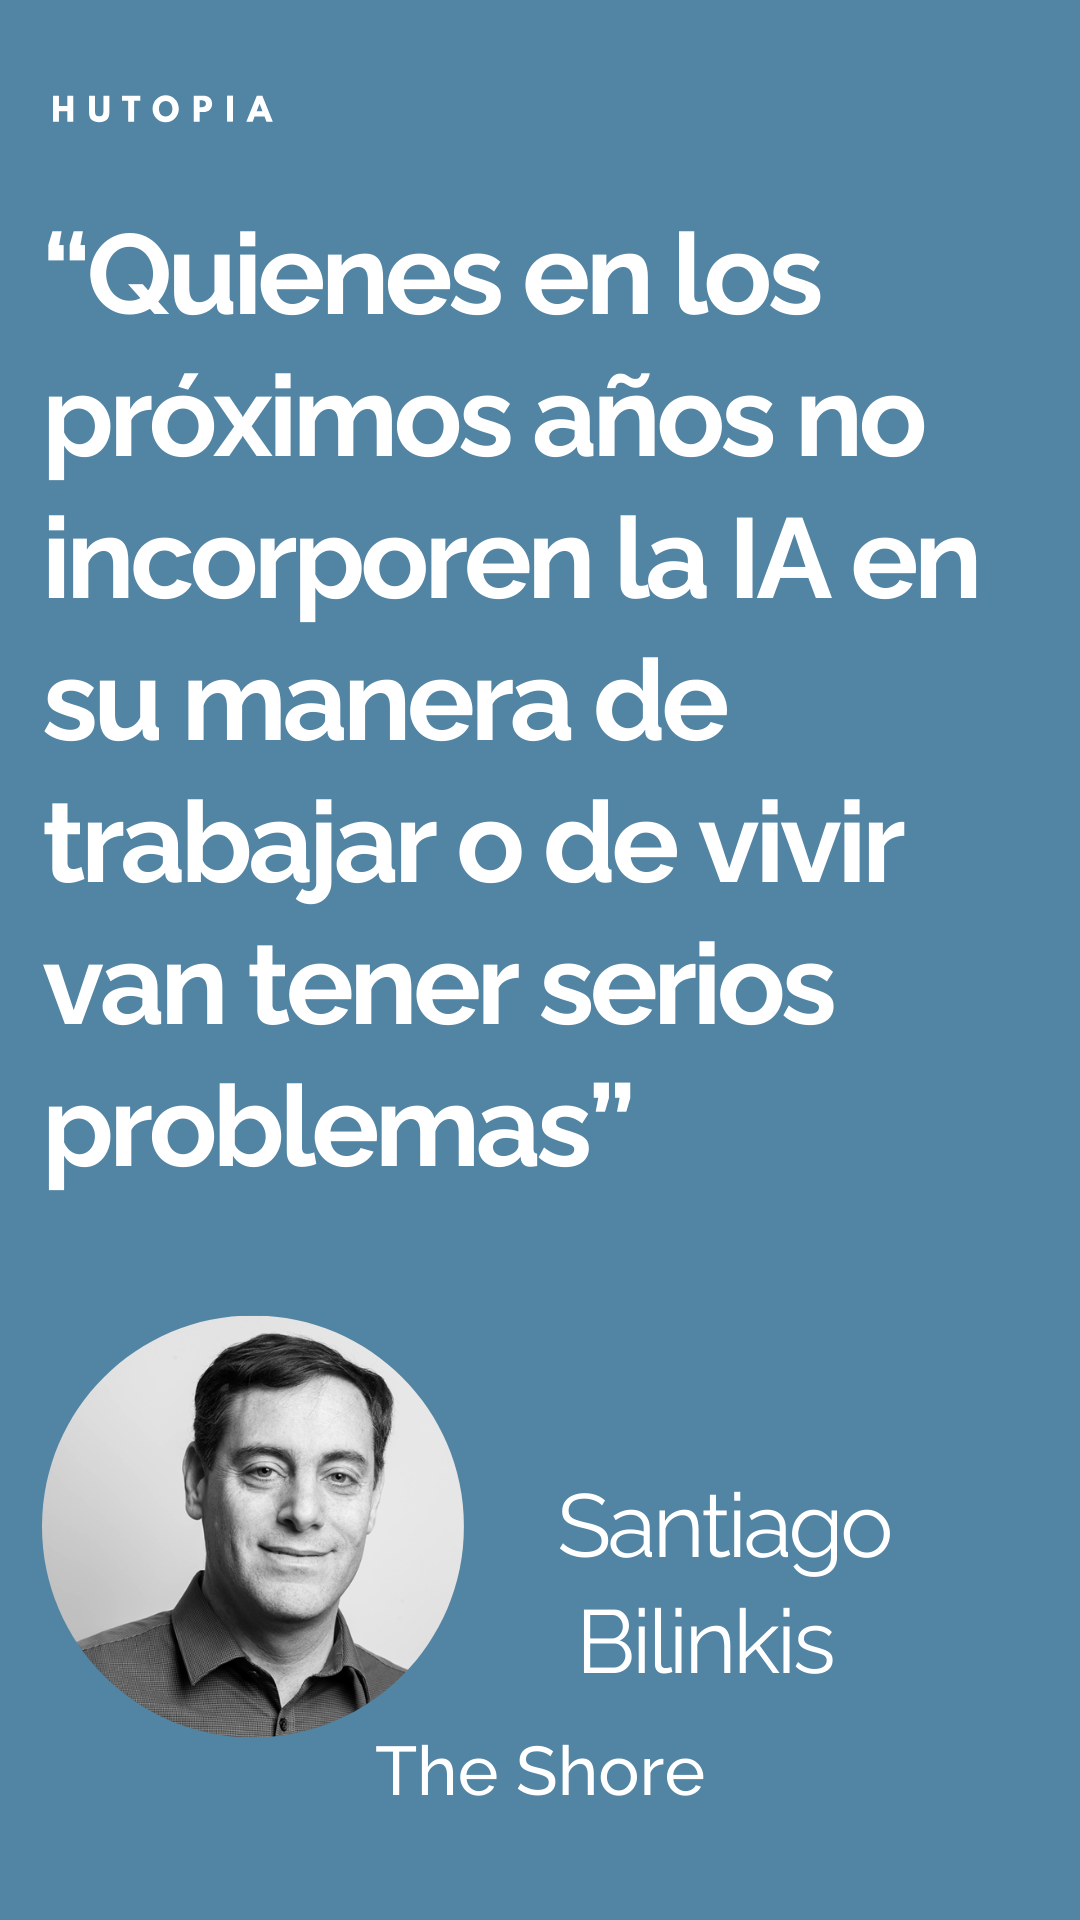 HUTOPIA
“Quienes en los
próximos años no
incorporen la IA en
su manera de
trabajar o de vivir
van tener serios
problemas”
Santiago
Bilinkis
The Shore